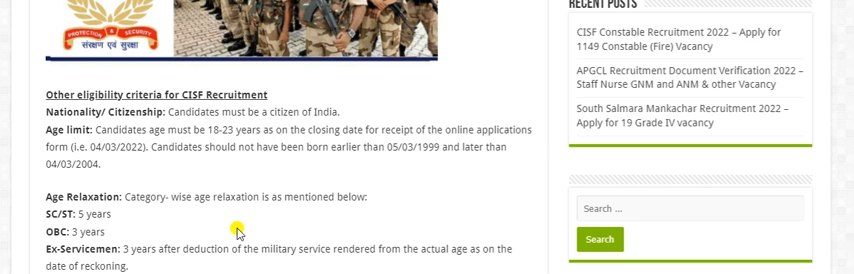 PROTECTION & SECURITY
संरक्षण एवं सुरक्षा
Other eligibility criteria for CISF Recruitment
Nationality/ Citizenship: Candidates must be a citizen of India.
Age limit: Candidates age must be 18-23 years as on the closing date for receipt of the online applications
form (i.e. 04/03/2022). Candidates should not have been born earlier than 05/03/1999 and later than
04/03/2004.
Age Relaxation: Category- wise age relaxation is as mentioned below:
SC/ST: 5 years
OBC: 3 years
Ex-Servicemen: 3 years after deduction of the military service rendered from the actual age as on the
date of reckoning.
RECENT POSTS
CISF Constable Recruitment 2022 – Apply for
1149 Constable (Fire) Vacancy
APGCL Recruitment Document Verification 2022 –
Staff Nurse GNM and ANM & other Vacancy
South Salmara Mankachar Recruitment 2022 –
Apply for 19 Grade IV vacancy
Search ...
Search